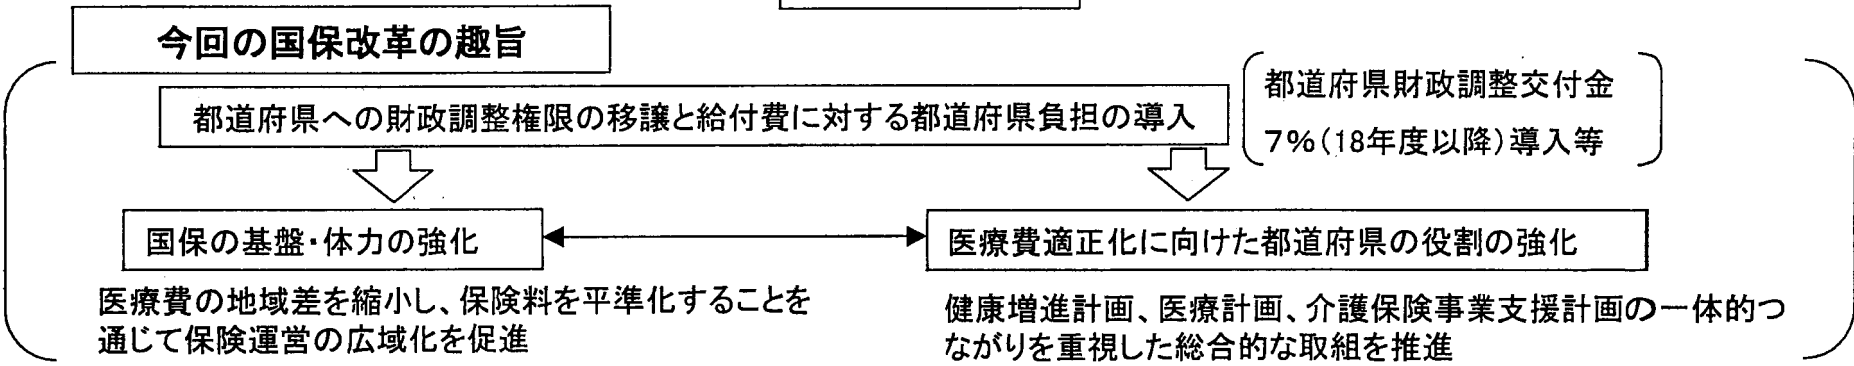 今回の国保改革の趣旨
都道府県への財政調整権限の移譲と給付費に対する都道府県負担の導入
都道府県財政調整交付金
7%(18年度以降)導入等
国保の基盤・体力の強化
医療費適正化に向けた都道府県の役割の強化
医療費の地域差を縮小し、保険料を平準化することを
通じて保険運営の広域化を促進
健康増進計画、医療計画、介護保険事業支援計画の一体的つ
ながりを重視した総合的な取組を推進